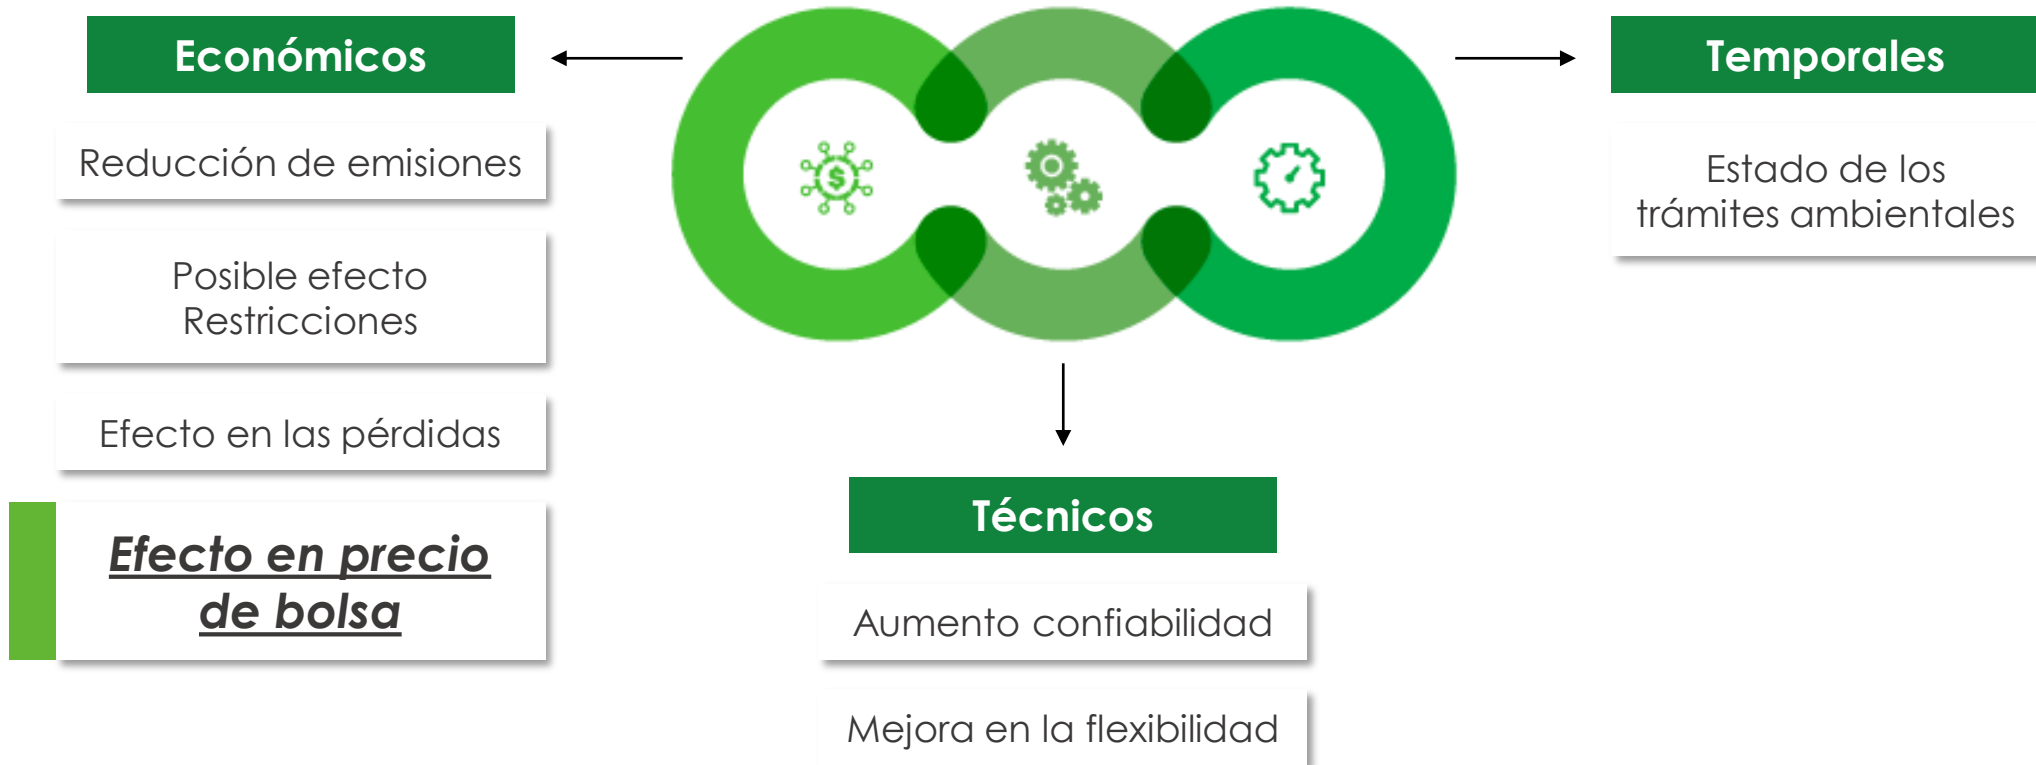 Económicos
Reducción de emisiones
Posible efecto
Restricciones
Efecto en las pérdidas
Efecto en precio
de bolsa
$
Técnicos
Aumento confiabilidad
Mejora en la flexibilidad
Temporales
Estado de los
trámites ambientales